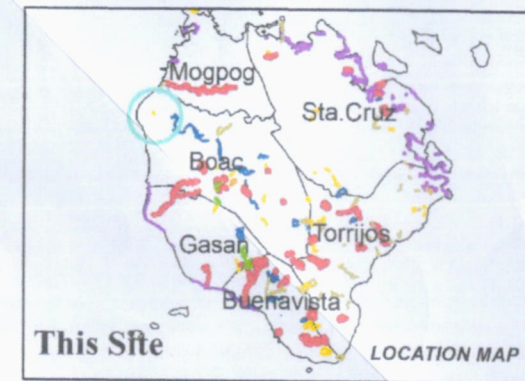 Mogpog
Sta.Cruz
Boac
Gasan
Torrijos
Buenavista
This Site
LOCATION MAP